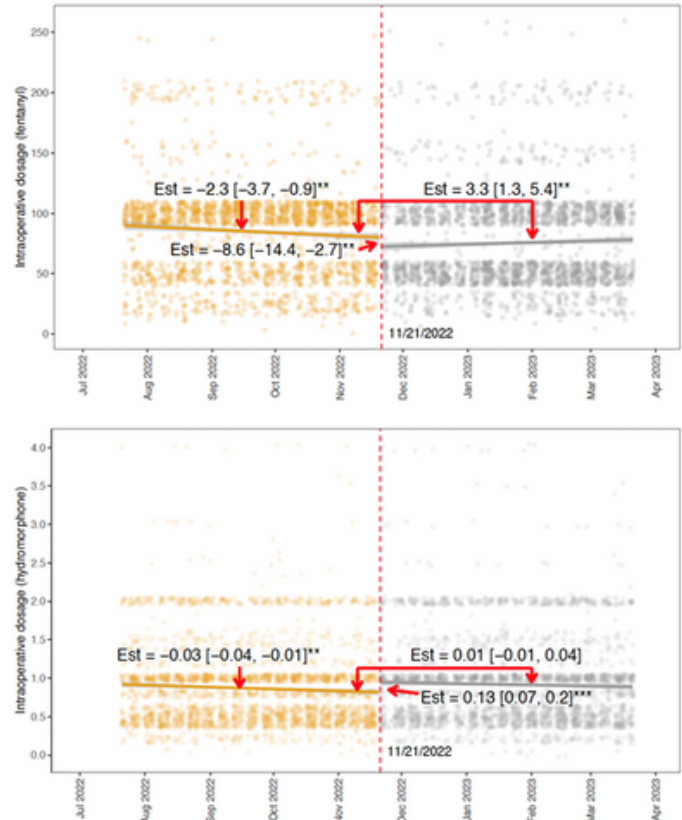 Intraoperative dosage (fentanyl)
250
200
150
100
50
0
Est = −2.3 [−3.7, −0.9]**
Est = 3.3 [1.3, 5.4]**
Est = −8.6 [−14.4, −2.7]**
11/21/2022
Jul 2022
Aug 2022
Sep 2022
Oct 2022
Nov 2022
Dec 2022
Jan 2023
Feb 2023
Mar 2023
Apr 2023
Intraoperative dosage (hydromorphone)
4.0
3.5
3.0
2.5
2.0
1.5
1.0
0.5
0.0
Est = −0.03 [−0.04, −0.01]**
Est = 0.01 [−0.01, 0.04]
Est = 0.13 [0.07, 0.2]***
11/21/2022
Jul 2022
Aug 2022
Sep 2022
Oct 2022
Nov 2022
Dec 2022
Jan 2023
Feb 2023
Mar 2023
Apr 2023